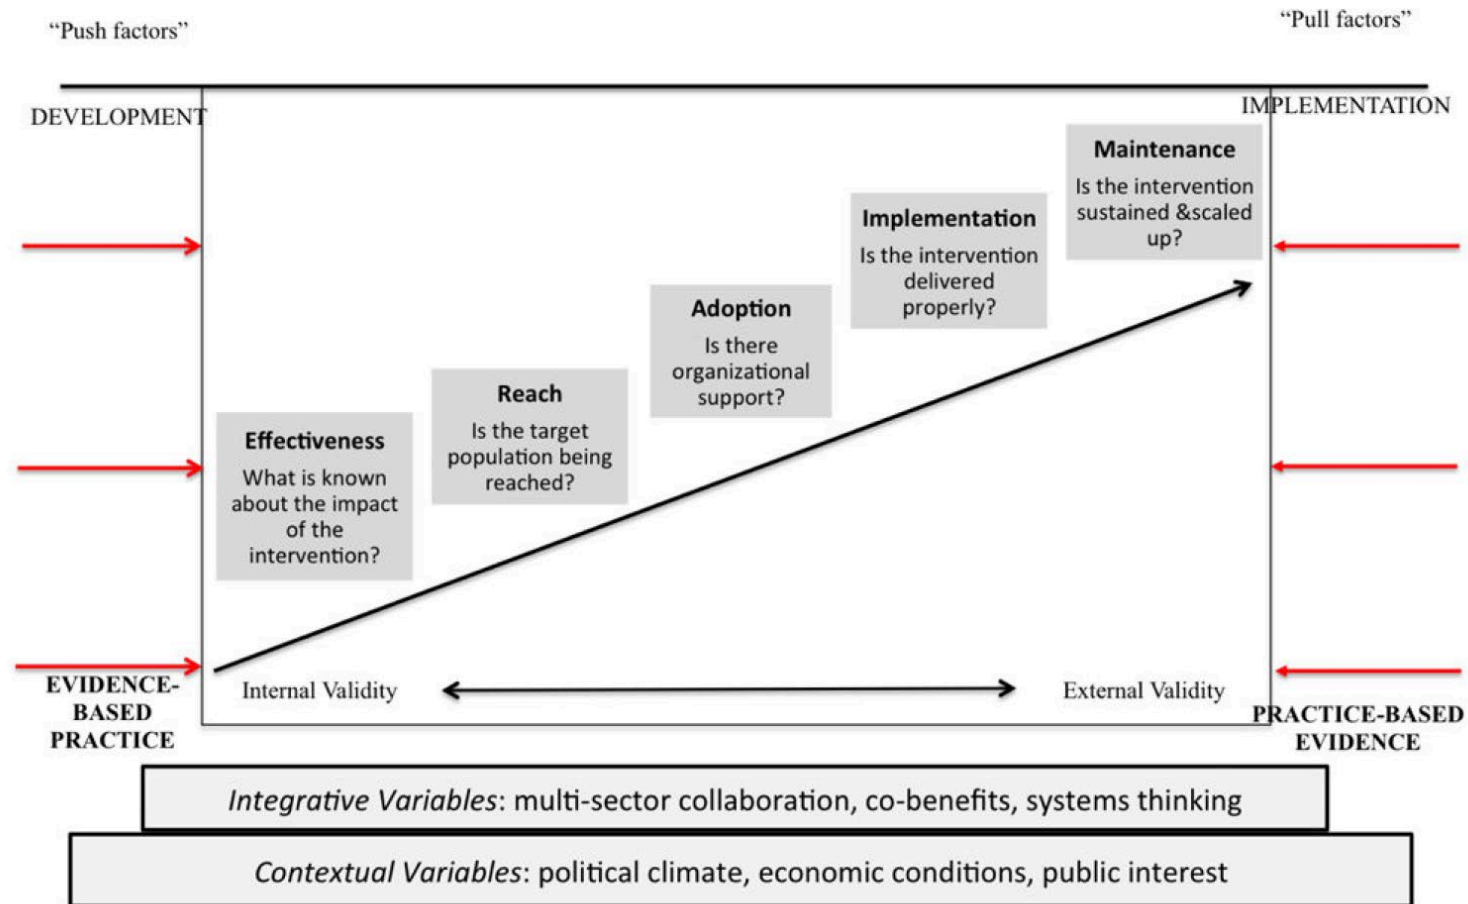 “Push factors”
“Pull factors”
DEVELOPMENT
IMPLEMENTATION
Maintenance
Is the intervention
sustained &scaled
up?
Implementation
Is the intervention
delivered
properly?
Adoption
Is there
organizational
support?
Reach
Is the target
population being
reached?
Effectiveness
What is known
about the impact
of the
intervention?
Internal Validity
External Validity
EVIDENCE-
BASED
PRACTICE
PRACTICE-BASED
EVIDENCE
Integrative Variables: multi-sector collaboration, co-benefits, systems thinking
Contextual Variables: political climate, economic conditions, public interest